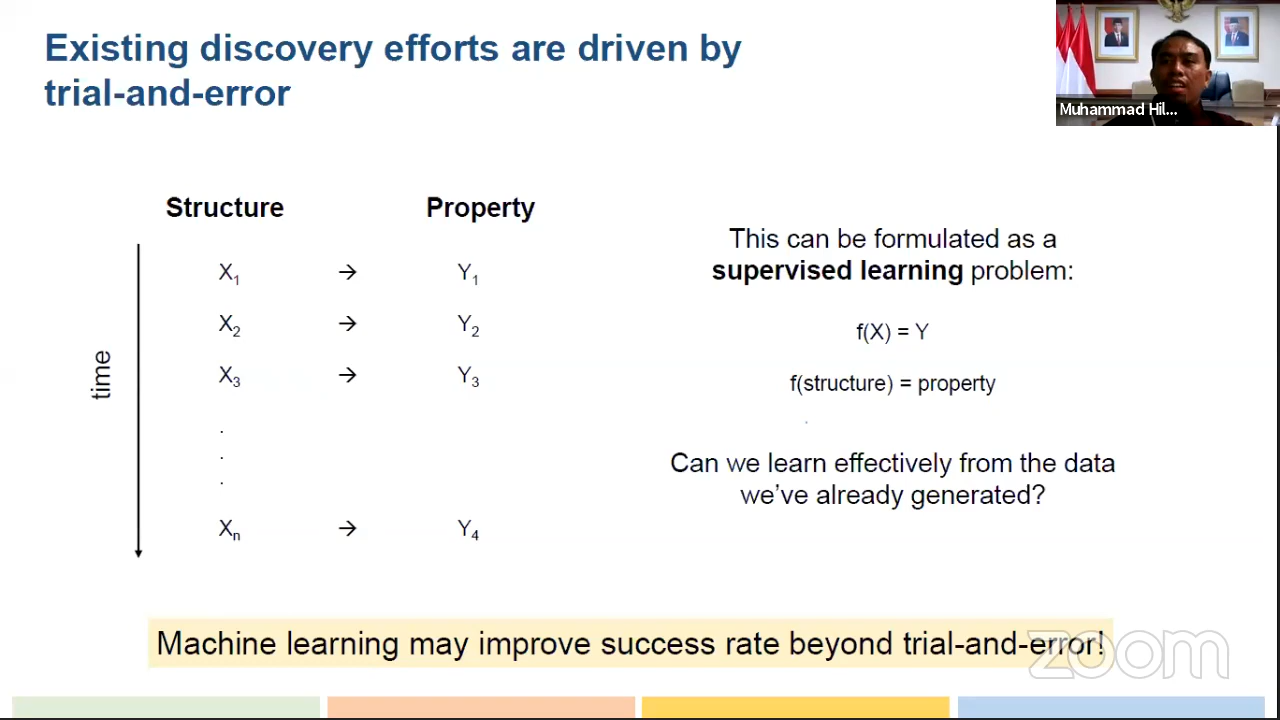 Existing discovery efforts are driven by
trial-and-error
Muhammad Hil...
Structure
Property
time
X1 → Y1
X2 → Y2
X3 → Y3
.
.
.
Xn → Y4
This can be formulated as a
supervised learning problem:
f(X) = Y
f(structure) = property
Can we learn effectively from the data
we've already generated?
Machine learning may improve success rate beyond trial-and-error!
zoom